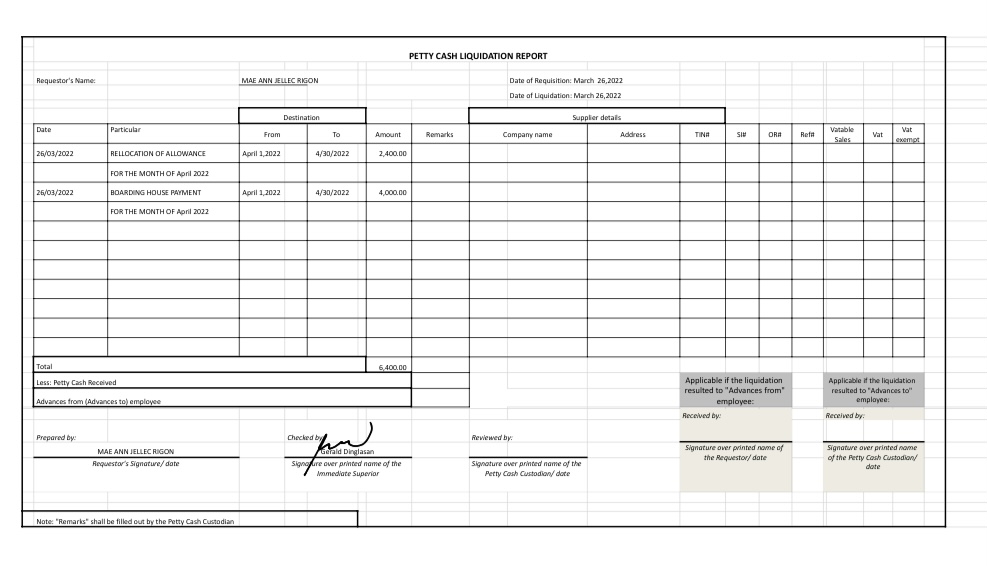 PETTY CASH LIQUIDATION REPORT
Requestor's Name: MAE ANN JELLEC RIGON Date of Requisition: March 26,2022
Date of Liquidation: March 26,2022
Destination Supplier details
Date Particular From To Amount Remarks Company name Address TIN# SI# OR# Ref# Vatable Sales Vat Vat exempt
26/03/2022 RELLOCATION OF ALLOWANCE April 1,2022 4/30/2022 2,400.00
FOR THE MONTH OF April 2022
26/03/2022 BOARDING HOUSE PAYMENT April 1,2022 4/30/2022 4,000.00
FOR THE MONTH OF April 2022
Total 6,400.00
Less: Petty Cash Received
Advances from (Advances to) employee
Applicable if the liquidation resulted to "Advances from" employee:
Applicable if the liquidation resulted to "Advances to" employee:
Received by: Received by:
Prepared by: Checked by: Reviewed by:
MAE ANN JELLEC RIGON Gerald Dinglasan
Requestor's Signature/ date
Signature over printed name of the Immediate Superior
Signature over printed name of the Petty Cash Custodian/ date
Signature over printed name of the Requestor/ date
Signature over printed name of the Petty Cash Custodian/ date
Note: "Remarks" shall be filled out by the Petty Cash Custodian